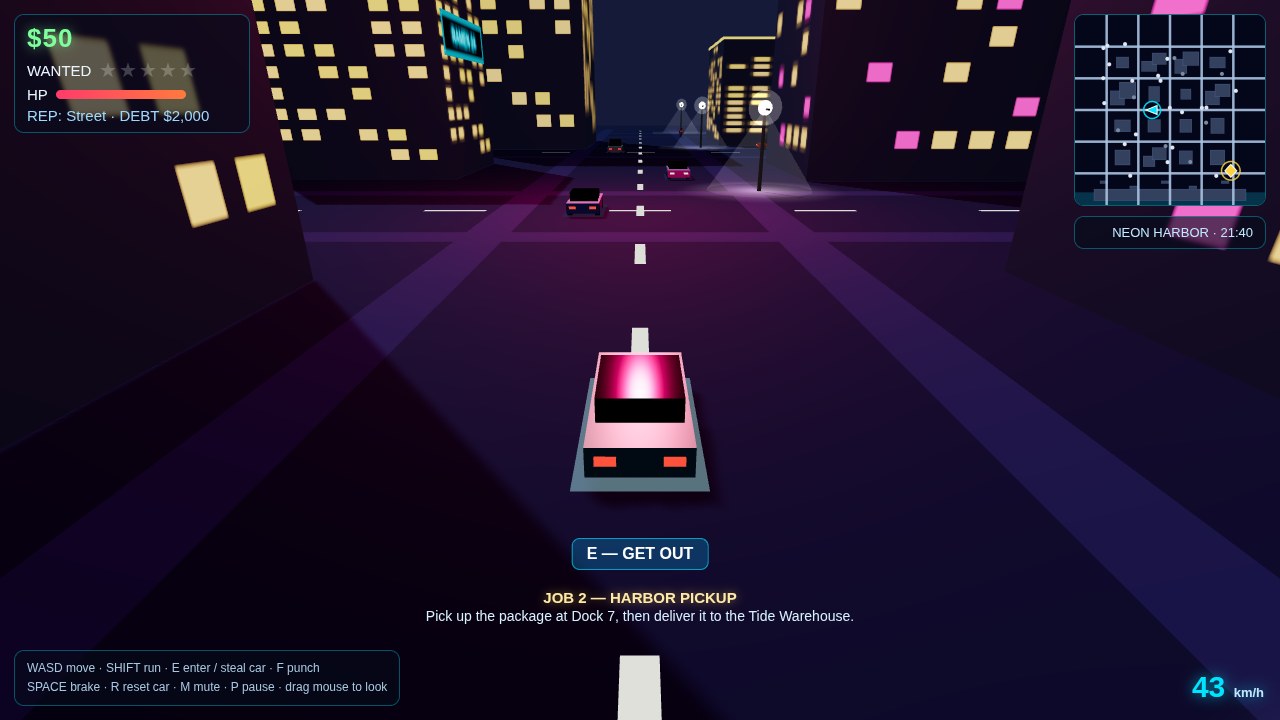 $50
WANTED ★★★★★
HP
REP: Street · DEBT $2,000
NEON HARBOR · 21:40
E — GET OUT
JOB 2 — HARBOR PICKUP
Pick up the package at Dock 7, then deliver it to the Tide Warehouse.
WASD move · SHIFT run · E enter / steal car · F punch
SPACE brake · R reset car · M mute · P pause · drag mouse to look
43 km/h